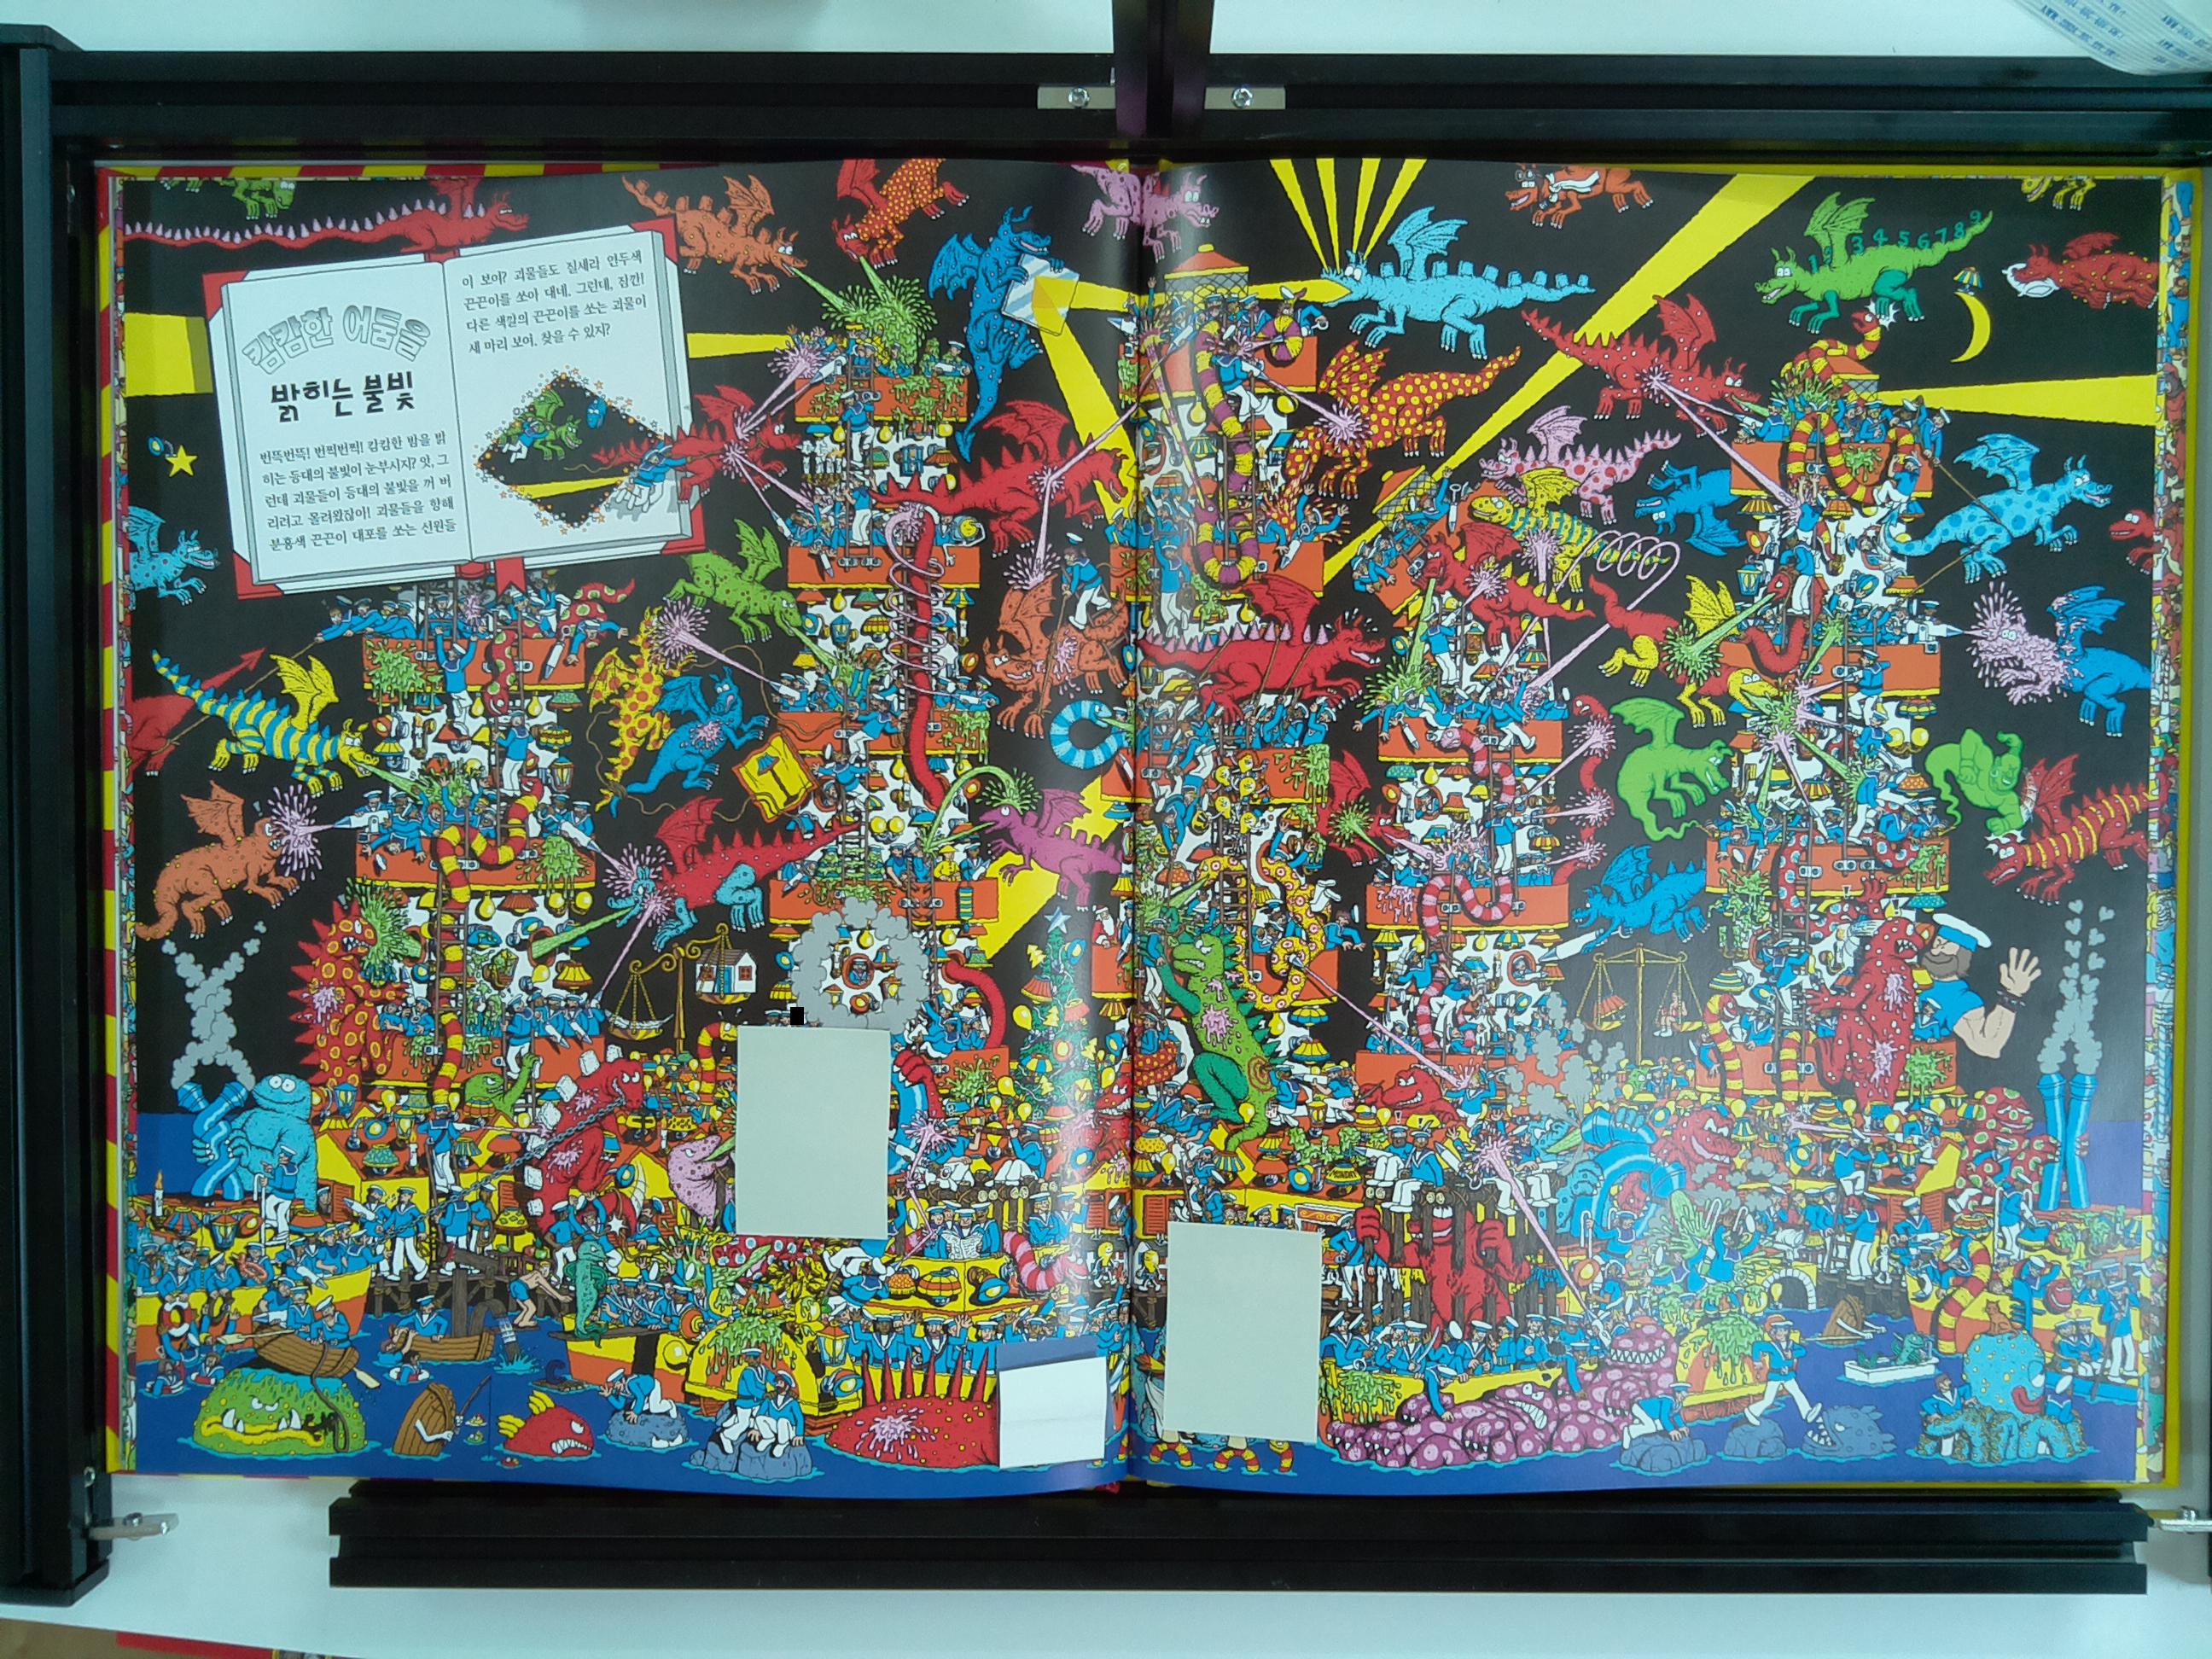 캄캄한 어둠을
밝히는 불빛
번뜩번뜩! 번쩍번쩍! 캄캄한 밤을 밝
히는 등대의 불빛이 눈부시지? 앗, 그
런데 괴물들이 등대의 불빛을 꺼 버
리려고 몰려왔잖아! 괴물들을 향해
분홍색 끈끈이 대포를 쏘는 선원들
이 보여? 괴물들도 질세라 연두색
끈끈이를 쏘아 대네. 그런데, 잠깐!
다른 색깔의 끈끈이를 쏘는 괴물이
세 마리 보여. 찾을 수 있지?
1 2 3 4 5 6 7 8 9